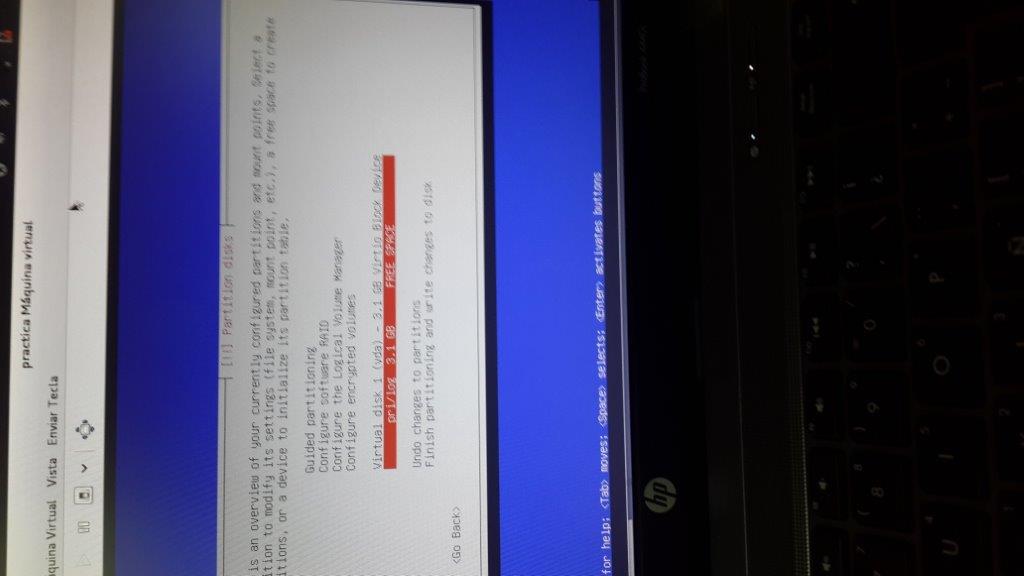 practica Máquina virtual
quina Virtual Vista Enviar Tecla
[!!] Partition disks
is an overview of your currently configured partitions and mount points. Select a
ition to modify its settings (file system, mount point, etc.), a free space to create
itions, or a device to initialize its partition table.
Guided partitioning
Configure software RAID
Configure the Logical Volume Manager
Configure encrypted volumes
Virtual disk 1 (vda) - 3.1 GB Virtio Block Device
pri/log 3.1 GB FREE SPACE
Undo changes to partitions
Finish partitioning and write changes to disk
<Go Back>
for help; <Tab> moves; <Space> selects; <Enter> activates buttons
hp
7 8 9 0
U I O P